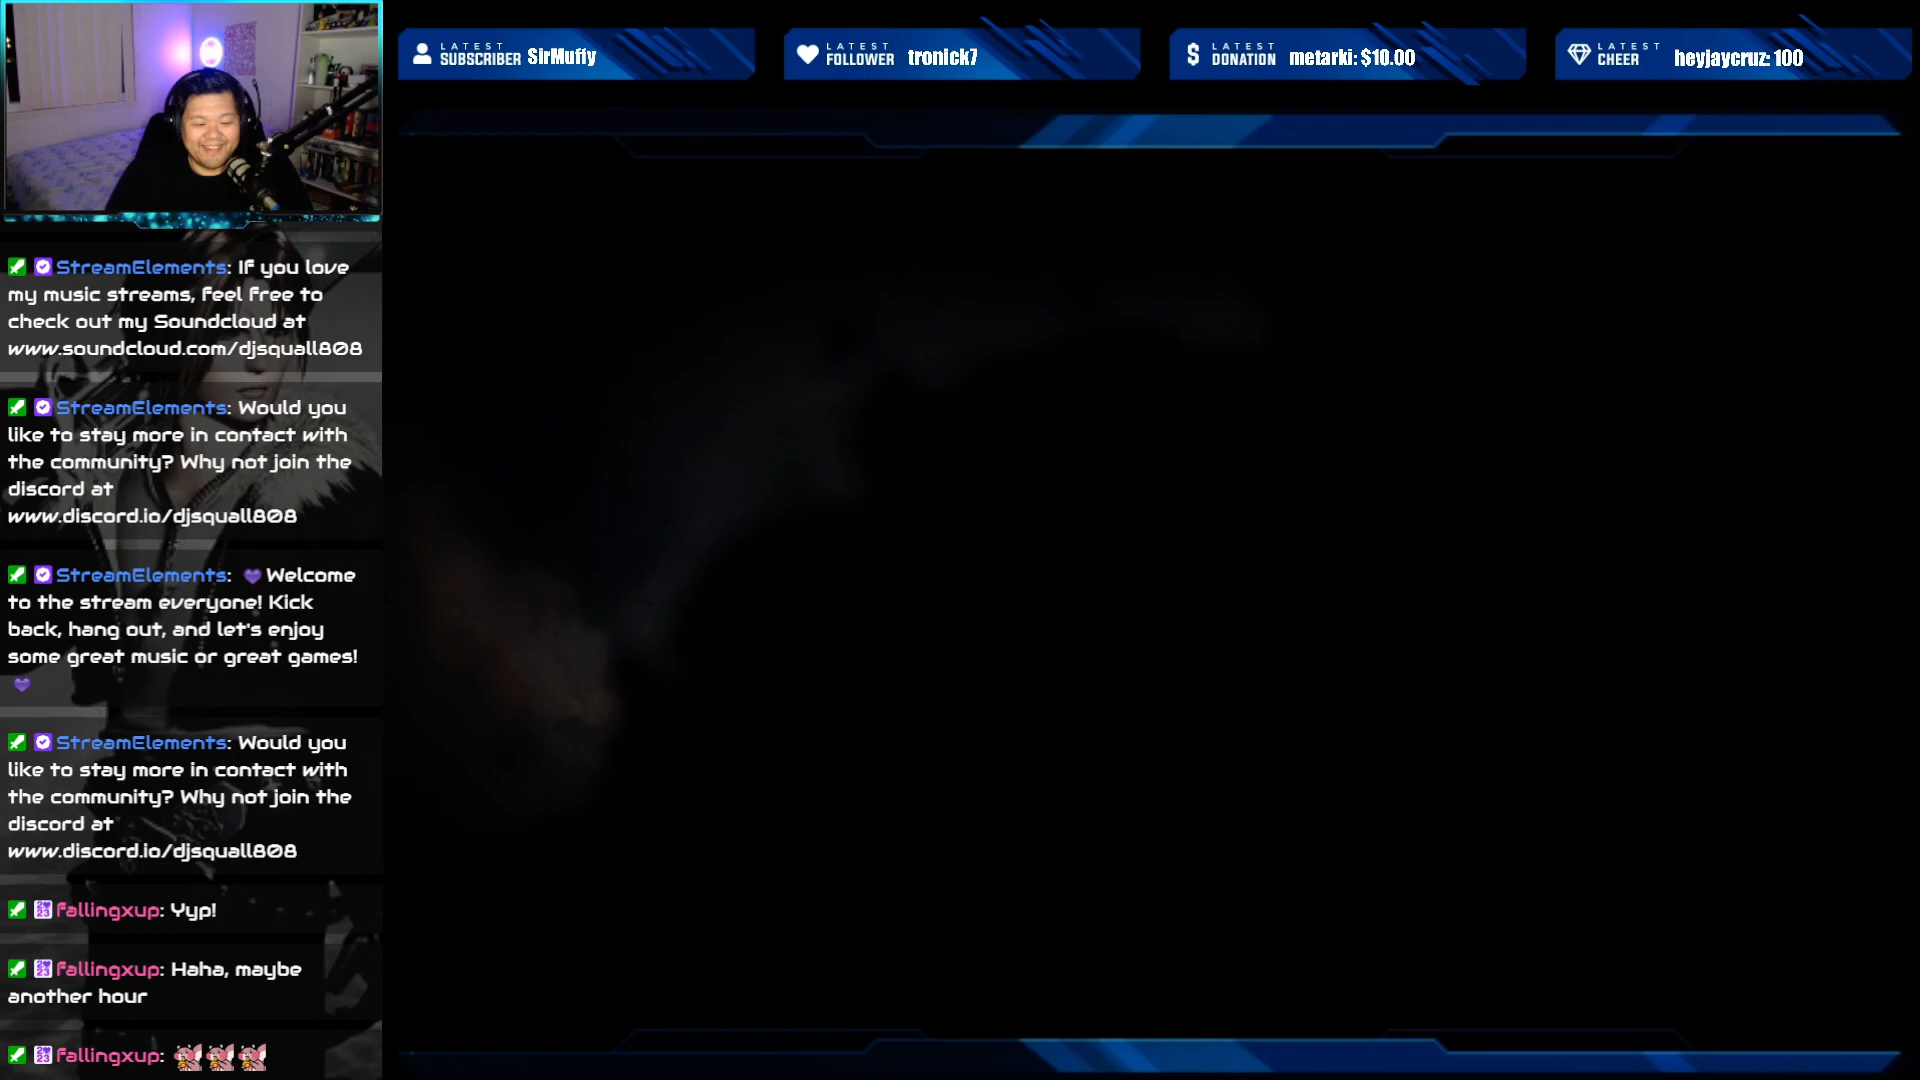 LATEST
SUBSCRIBER SirMuffy
LATEST
FOLLOWER tronick7
LATEST
DONATION metarki: $10.00
LATEST
CHEER heyjaycruz: 100
StreamElements: If you love
my music streams, feel free to
check out my Soundcloud at
www.soundcloud.com/djsquall808
StreamElements: Would you
like to stay more in contact with
the community? Why not join the
discord at
www.discord.io/djsquall808
StreamElements: 💜Welcome
to the stream everyone! Kick
back, hang out, and let's enjoy
some great music or great games!
💜
StreamElements: Would you
like to stay more in contact with
the community? Why not join the
discord at
www.discord.io/djsquall808
fallingxup: Yyp!
fallingxup: Haha, maybe
another hour
fallingxup: